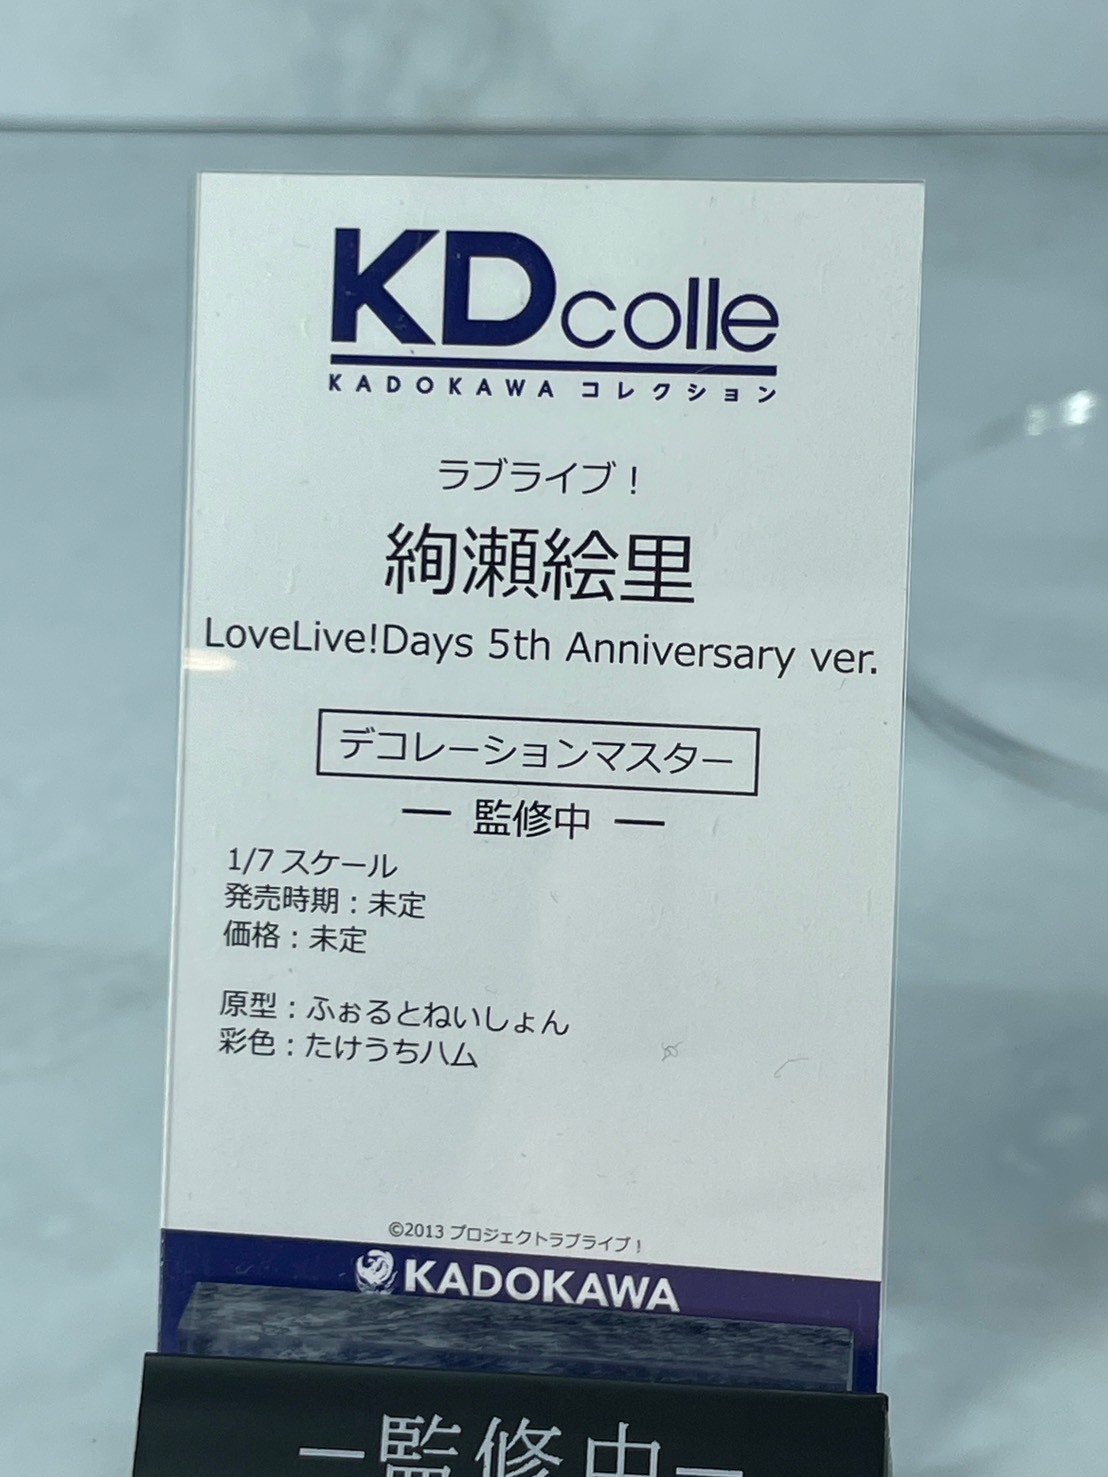 KDcolle
KADOKAWA コレクション
ラブライブ！
絢瀬絵里
LoveLive!Days 5th Anniversary ver.
デコレーションマスター
― 監修中 ―
1/7 スケール
発売時期：未定
価格：未定
原型：ふぉるとねいしょん
彩色：たけうちハム
©2013 プロジェクトラブライブ！
KADOKAWA
―監修中―